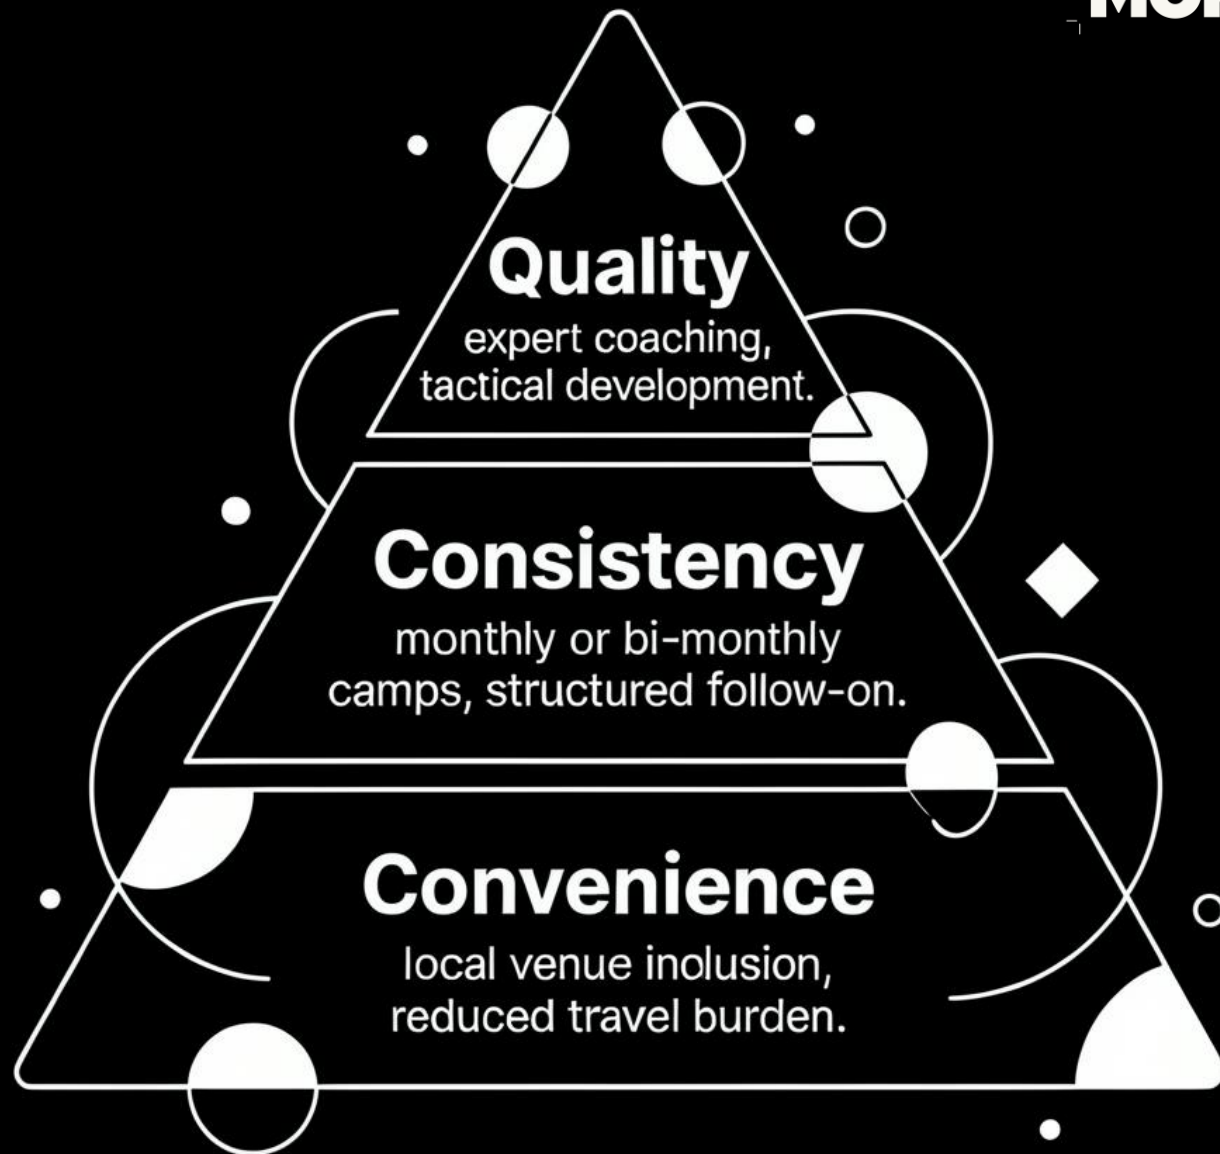 Quality
expert coaching,
tactical development.
Consistency
monthly or bi-monthly
camps, structured follow-on.
Convenience
local venue inolusion,
reduced travel burden.